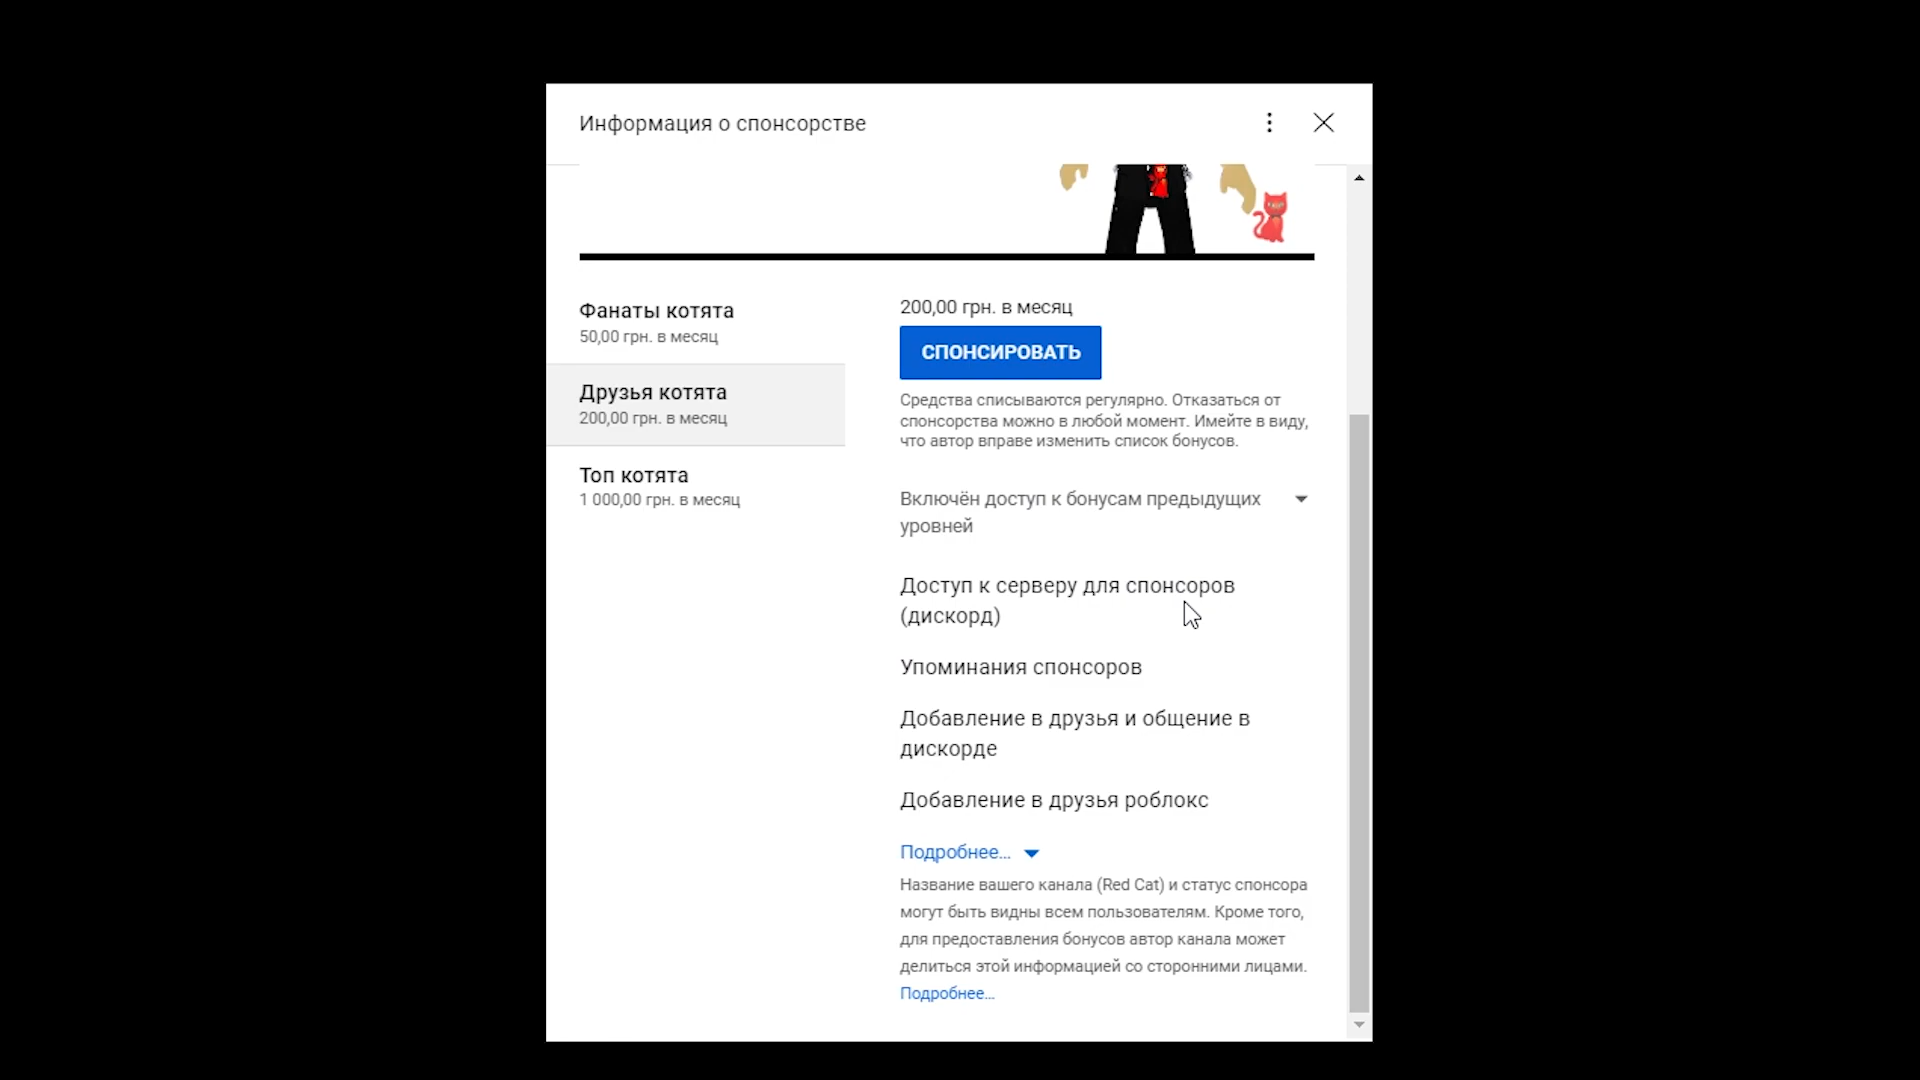 Информация о спонсорстве
Фанаты котята
50,00 грн. в месяц
Друзья котята
200,00 грн. в месяц
Топ котята
1 000,00 грн. в месяц
200,00 грн. в месяц
СПОНСИРОВАТЬ
Средства списываются регулярно. Отказаться от
спонсорства можно в любой момент. Имейте в виду,
что автор вправе изменить список бонусов.
Включён доступ к бонусам предыдущих
уровней
Доступ к серверу для спонсоров
(дискорд)
Упоминания спонсоров
Добавление в друзья и общение в
дискорде
Добавление в друзья роблокс
Подробнее...
Название вашего канала (Red Cat) и статус спонсора
могут быть видны всем пользователям. Кроме того,
для предоставления бонусов автор канала может
делиться этой информацией со сторонними лицами.
Подробнее...